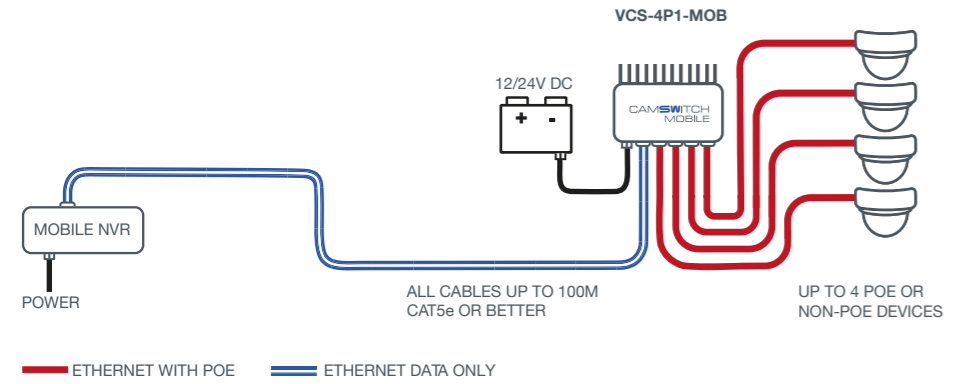 VCS-4P1-MOB
12/24V DC
+ -
CAMSWITCH
MOBILE
MOBILE NVR
POWER
ALL CABLES UP TO 100M
CAT5e OR BETTER
UP TO 4 POE OR
NON-POE DEVICES
ETHERNET WITH POE
ETHERNET DATA ONLY